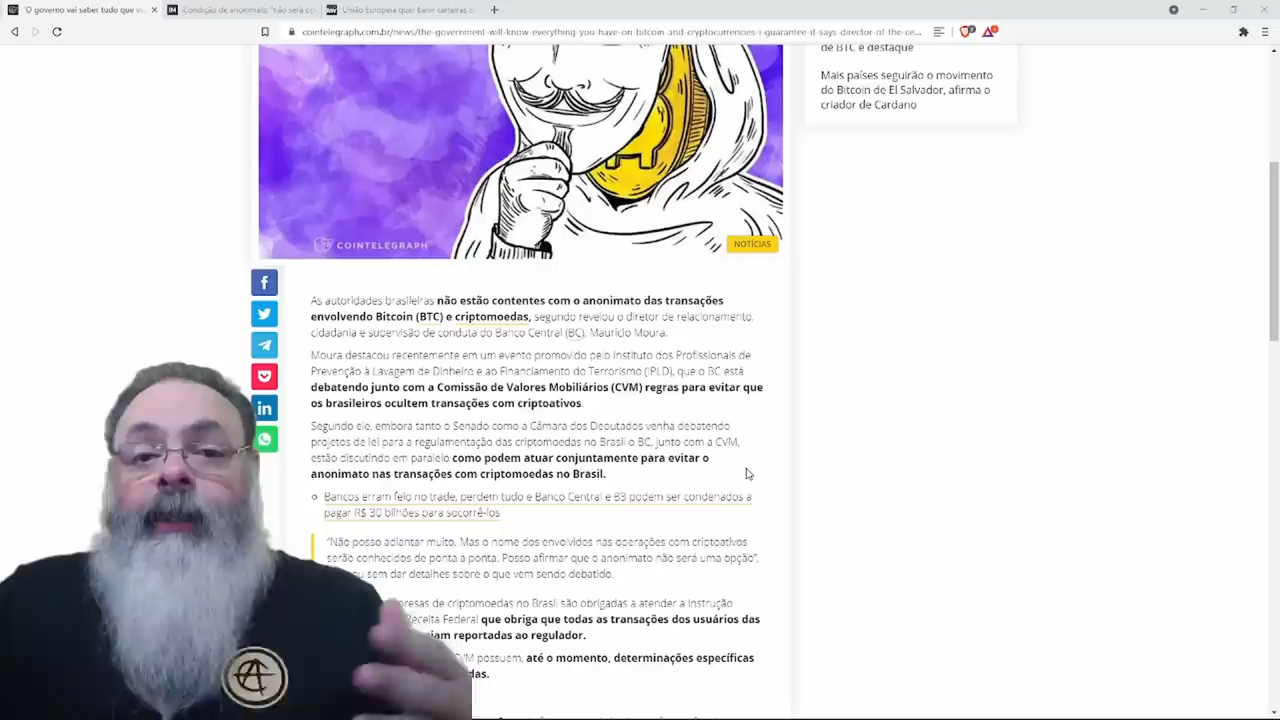 'O governo vai saber tudo que vo
Condição de anonimato "não será op
União Europeia quer banir carteiras d
cointelegraph.com.br/news/the-government-will-know-everything-you-have-on-bitcoin-and-cryptocurrencies-i-guarantee-it-says-director-of-the-ce...
de BTC e destaque
Mais países seguirão o movimento
do Bitcoin de El Salvador, afirma o
criador de Cardano
COINTELEGRAPH
NOTÍCIAS
As autoridades brasileiras não estão contentes com o anonimato das transações
envolvendo Bitcoin (BTC) e criptomoedas, segundo revelou o diretor de relacionamento,
cidadania e supervisão de conduta do Banco Central (BC), Maurício Moura.
Moura destacou recentemente em um evento promovido pelo Instituto dos Profissionais de
Prevenção à Lavagem de Dinheiro e ao Financiamento do Terrorismo (IPLD), que o BC está
debatendo junto com a Comissão de Valores Mobiliários (CVM) regras para evitar que
os brasileiros ocultem transações com criptoativos.
Segundo ele, embora tanto o Senado como a Câmara dos Deputados venha debatendo
projetos de lei para a regulamentação das criptomoedas no Brasil o BC, junto com a CVM,
estão discutindo em paralelo como podem atuar conjuntamente para evitar o
anonimato nas transações com criptomoedas no Brasil.
Bancos erram feio no trade, perdem tudo e Banco Central e B3 podem ser condenados a
pagar R$ 30 bilhões para socorrê-los
"Não posso adiantar muito. Mas o nome dos envolvidos nas operações com criptoativos
serão conhecidos de ponta a ponta. Posso afirmar que o anonimato não será uma opção",
sem dar detalhes sobre o que vem sendo debatido.
presas de criptomoedas no Brasil são obrigadas a atender a Instrução
Receita Federal que obriga que todas as transações dos usuários das
jam reportadas ao regulador.
VM possuem, até o momento, determinações específicas
das.